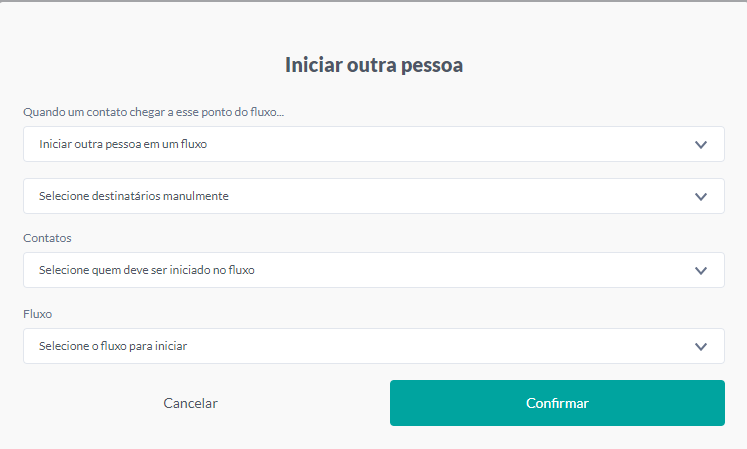 Iniciar outra pessoa
Quando um contato chegar a esse ponto do fluxo...
Iniciar outra pessoa em um fluxo
Selecione destinatários manulmente
Contatos
Selecione quem deve ser iniciado no fluxo
Fluxo
Selecione o fluxo para iniciar
Cancelar
Confirmar